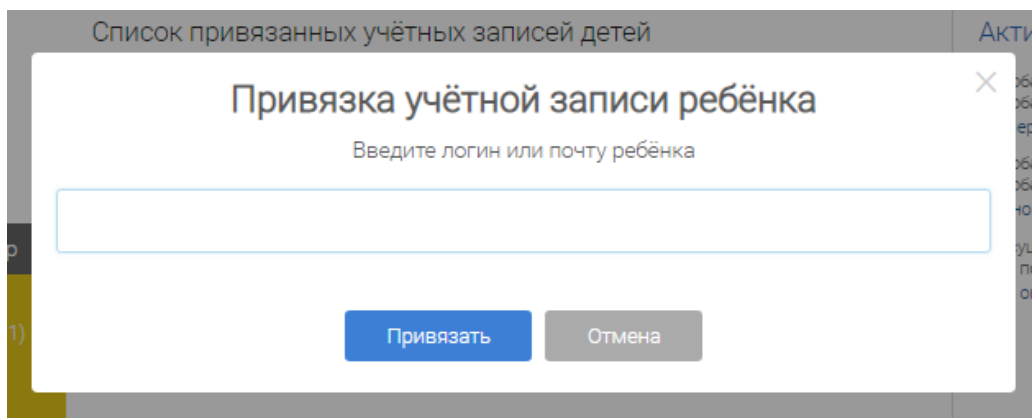 Список привязанных учётных записей детей
Привязка учётной записи ребёнка
Введите логин или почту ребёнка
Привязать
Отмена